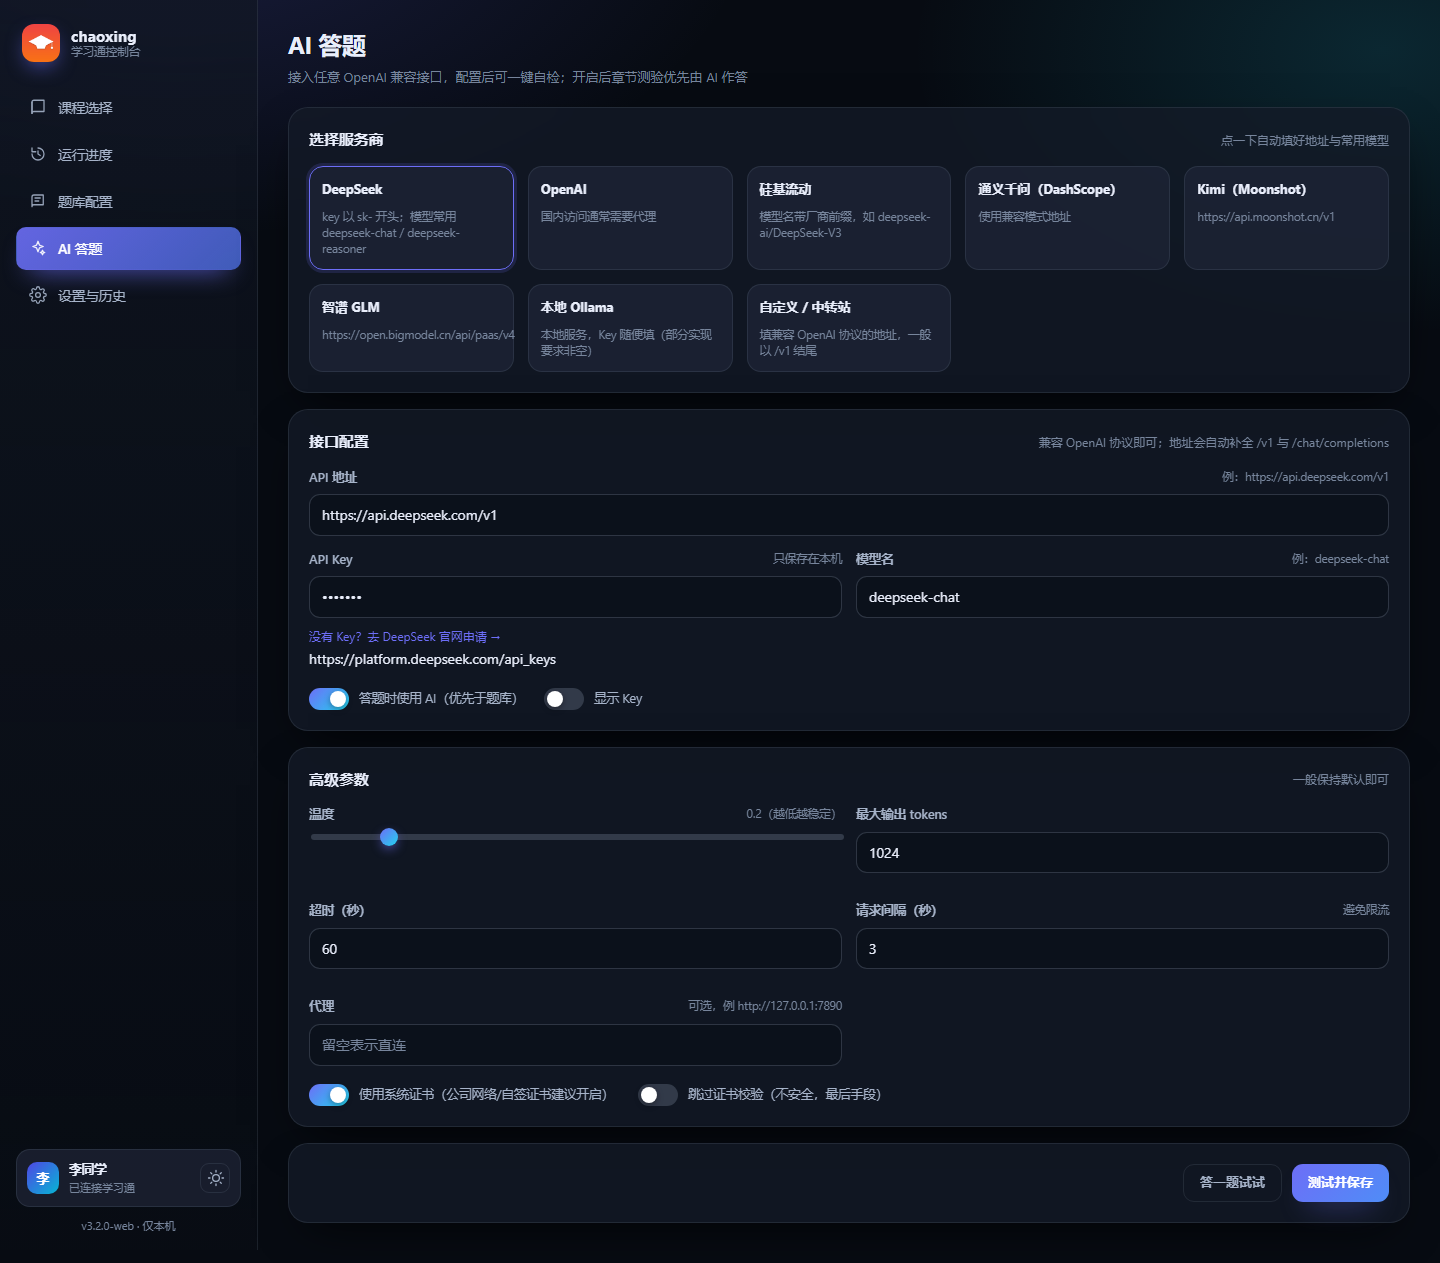 chaoxing
学习通控制台
课程选择
运行进度
题库配置
AI 答题
设置与历史
李
李同学
已连接学习通
v3.2.0-web · 仅本机
AI 答题
接入任意 OpenAI 兼容接口，配置后可一键自检；开启后章节测验优先由 AI 作答
选择服务商
点一下自动填好地址与常用模型
DeepSeek
key 以 sk- 开头；模型常用
deepseek-chat / deepseek-
reasoner
OpenAI
国内访问通常需要代理
硅基流动
模型名带厂商前缀，如 deepseek-
ai/DeepSeek-V3
通义千问（DashScope）
使用兼容模式地址
Kimi（Moonshot）
https://api.moonshot.cn/v1
智谱 GLM
https://open.bigmodel.cn/api/paas/v4
本地 Ollama
本地服务，Key 随便填（部分实现
要求非空）
自定义 / 中转站
填兼容 OpenAI 协议的地址，一般
以 /v1 结尾
接口配置
兼容 OpenAI 协议即可；地址会自动补全 /v1 与 /chat/completions
API 地址
例：https://api.deepseek.com/v1
https://api.deepseek.com/v1
API Key
只保存在本机
模型名
例：deepseek-chat
•••••••
deepseek-chat
没有 Key？去 DeepSeek 官网申请 →
https://platform.deepseek.com/api_keys
答题时使用 AI（优先于题库）
显示 Key
高级参数
一般保持默认即可
温度
0.2（越低越稳定）
最大输出 tokens
1024
超时（秒）
请求间隔（秒）
避免限流
60
3
代理
可选，例 http://127.0.0.1:7890
留空表示直连
使用系统证书（公司网络/自签证书建议开启）
跳过证书校验（不安全，最后手段）
答一题试试
测试并保存